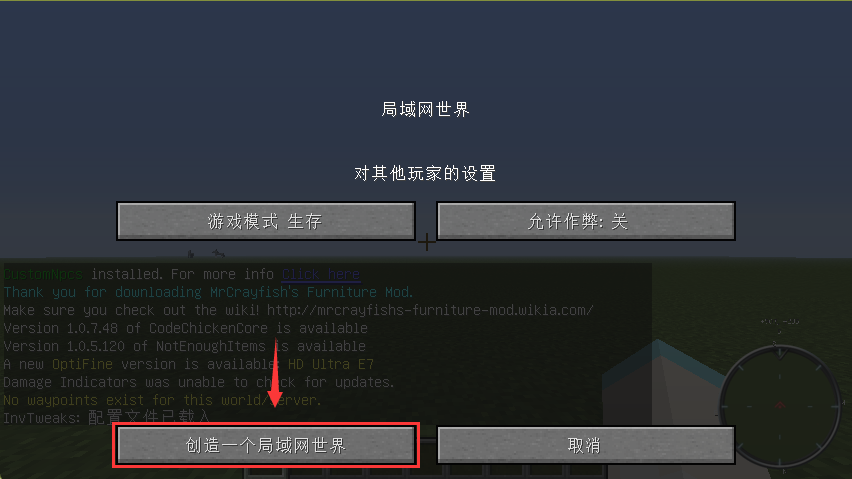 局域网世界
对其他玩家的设置
游戏模式 生存
允许作弊: 关
CustomNpcs installed. For more info Click here
Thank you for downloading MrCrayfish's Furniture Mod.
Make sure you check out the wiki! http://mrcrayfishs-furniture-mod.wikia.com/
Version 1.0.7.48 of CodeChickenCore is available
Version 1.0.5.120 of NotEnoughItems is available
A new OptiFine version is available: HD Ultra E7
Damage Indicators was unable to check for updates.
No waypoints exist for this world/server.
InvTweaks: 配置文件已载入
创造一个局域网世界
取消